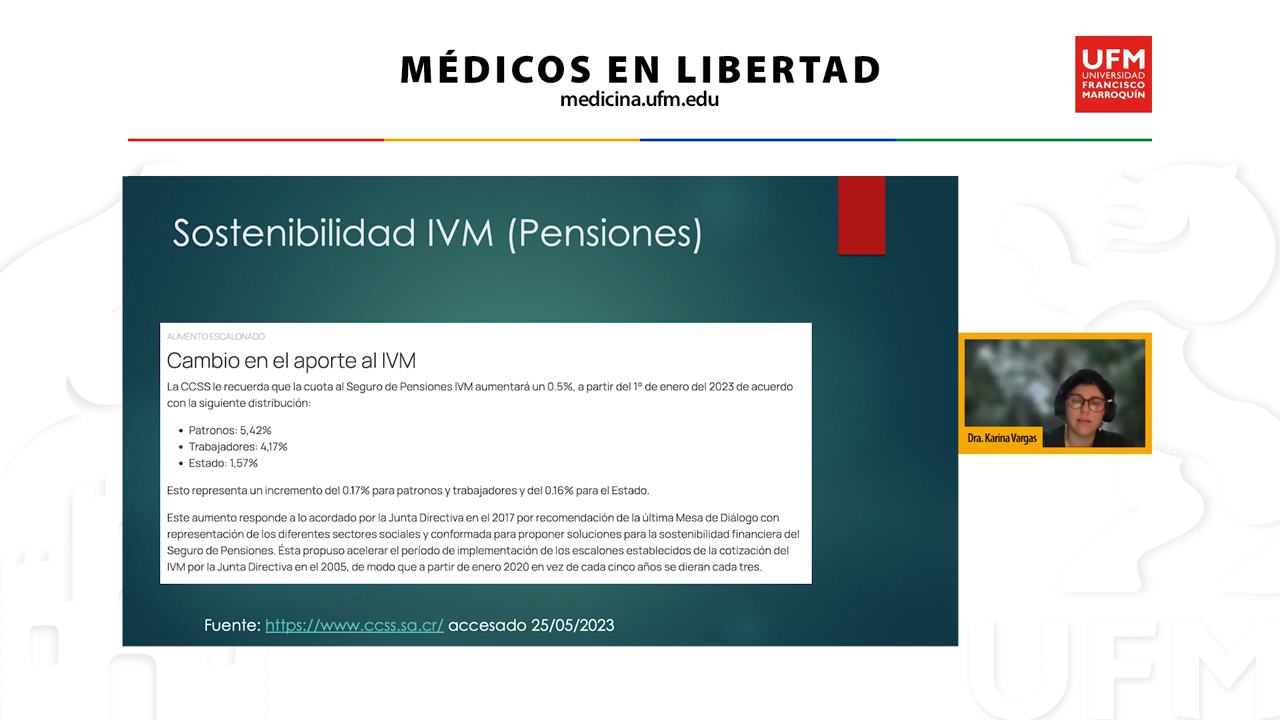 MÉDICOS EN LIBERTAD
medicina.ufm.edu
UFM
UNIVERSIDAD
FRANCISCO
MARROQUÍN
Sostenibilidad IVM (Pensiones)
AUMENTO ESCALONADO
Cambio en el aporte al IVM
La CCSS le recuerda que la cuota al Seguro de Pensiones IVM aumentará un 0.5%, a partir del 1° de enero del 2023 de acuerdo
con la siguiente distribución:
• Patronos: 5,42%
• Trabajadores: 4,17%
• Estado: 1,57%
Esto representa un incremento del 0.17% para patronos y trabajadores y del 0.16% para el Estado.
Este aumento responde a lo acordado por la Junta Directiva en el 2017 por recomendación de la última Mesa de Diálogo con
representación de los diferentes sectores sociales y conformada para proponer soluciones para la sostenibilidad financiera del
Seguro de Pensiones. Ésta propuso acelerar el período de implementación de los escalones establecidos de la cotización del
IVM por la Junta Directiva en el 2005, de modo que a partir de enero 2020 en vez de cada cinco años se dieran cada tres.
Fuente: https://www.ccss.sa.cr/ accesado 25/05/2023
Dra. Karina Vargas
UFM